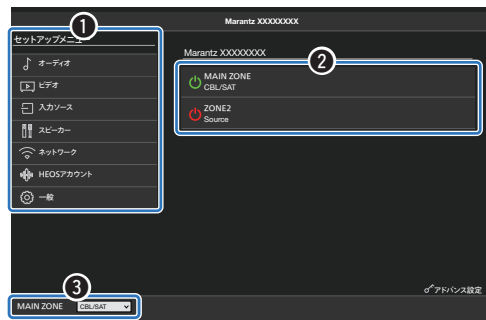 Marantz XXXXXXXX
1
セットアップメニュー
オーディオ
ビデオ
入力ソース
スピーカー
ネットワーク
HEOSアカウント
一般
Marantz XXXXXXXX
2
MAIN ZONE
CBL/SAT
ZONE2
Source
アドバンス設定
3
MAIN ZONE CBL/SAT